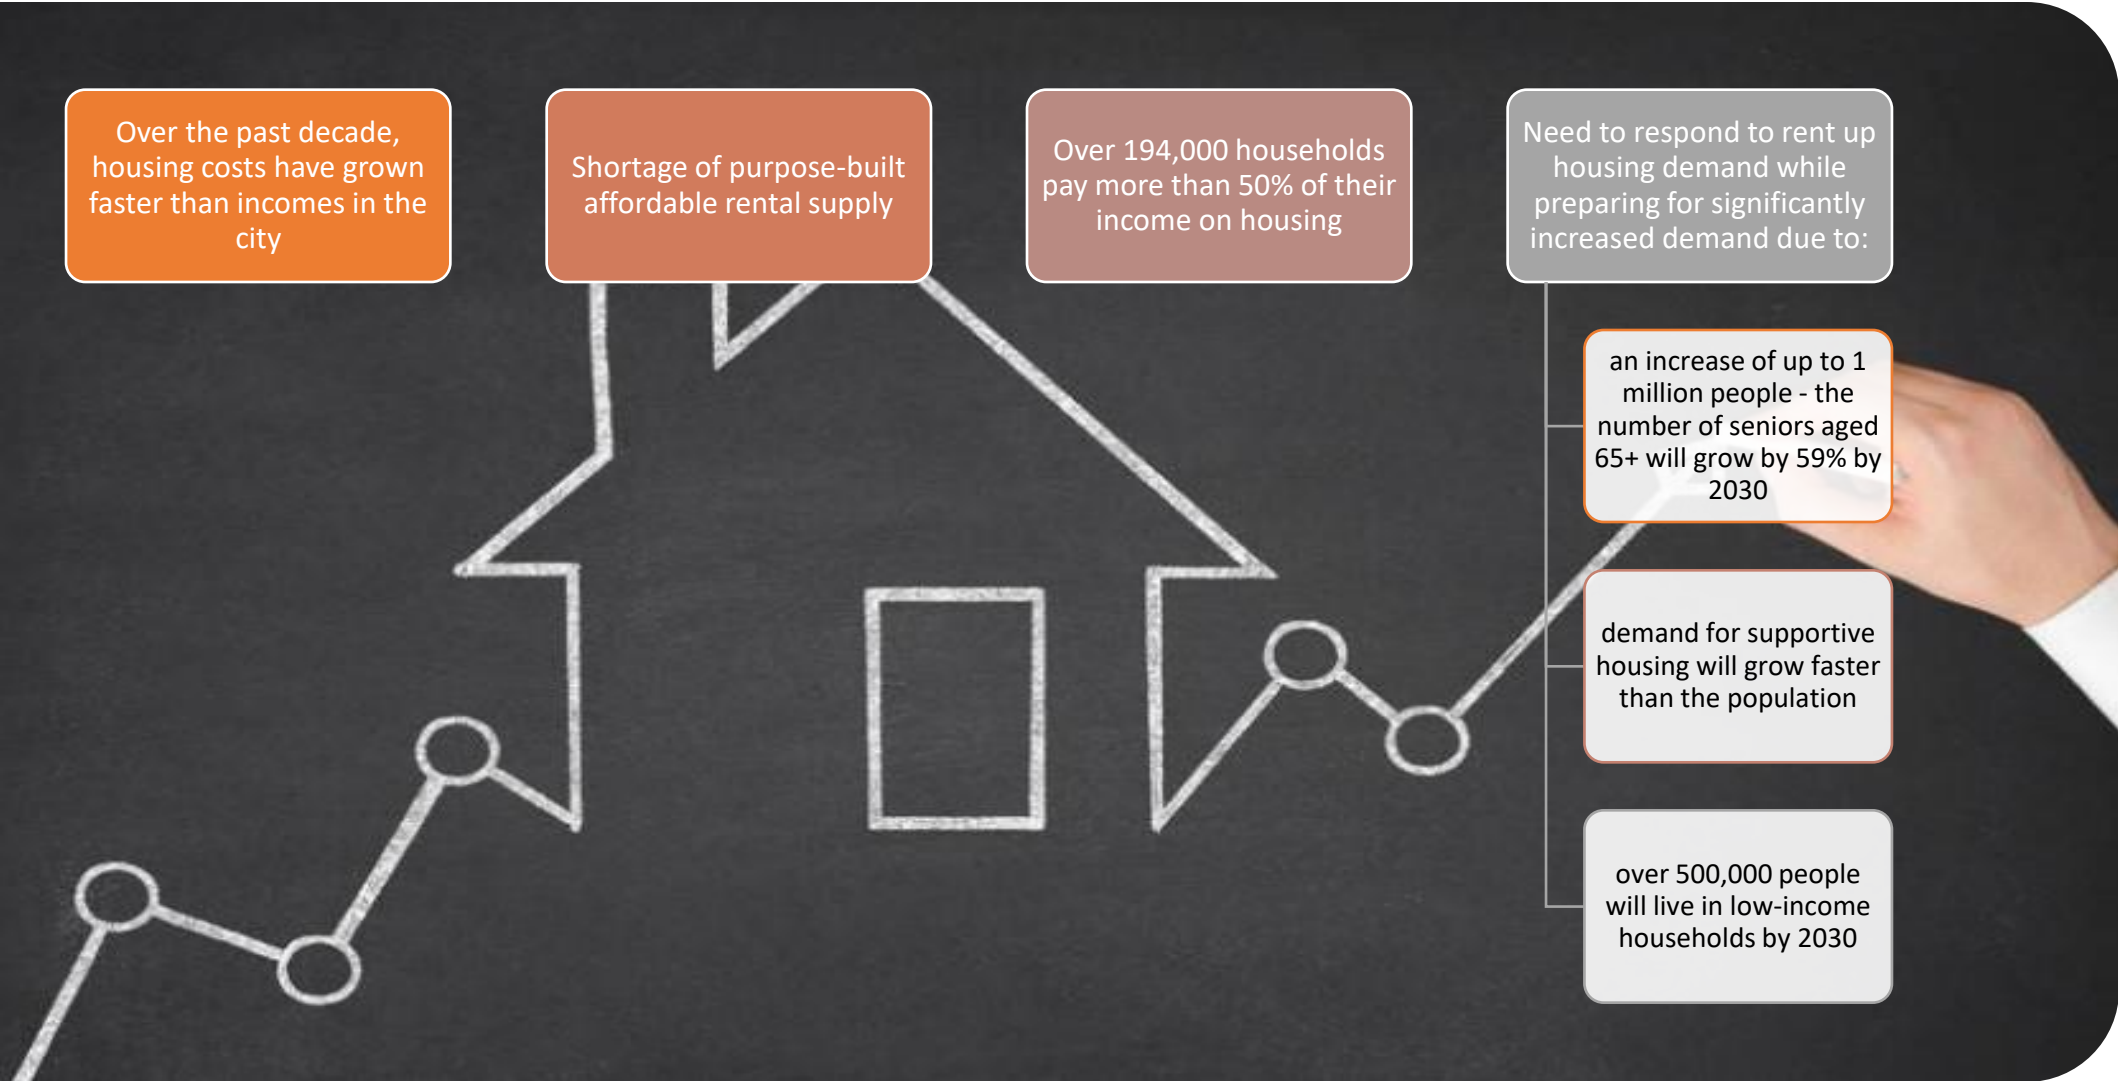 Over the past decade,
housing costs have grown
faster than incomes in the
city
Shortage of purpose-built
affordable rental supply
Over 194,000 households
pay more than 50% of their
income on housing
Need to respond to rent up
housing demand while
preparing for significantly
increased demand due to:
an increase of up to 1
million people - the
number of seniors aged
65+ will grow by 59% by
2030
demand for supportive
housing will grow faster
than the population
over 500,000 people
will live in low-income
households by 2030